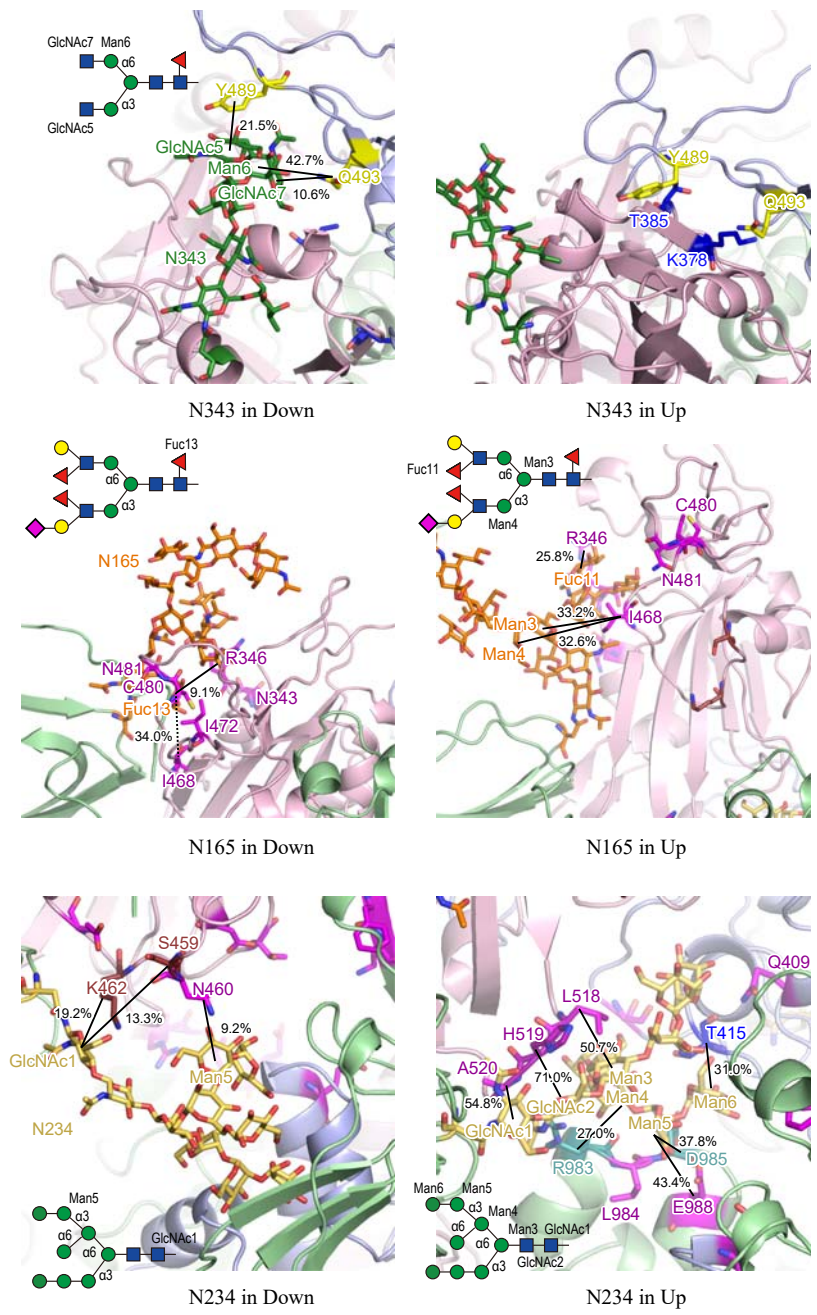 GlcNAc7 Man6
α6
α3
GlcNAc5
Y489
21.5%
GlcNAc5
42.7%
Man6
Q493
GlcNAc7
10.6%
N343
N343 in Down
Y489
Q493
T385
K378
N343 in Up
Fuc13
α6
α3
N165
R346
N481
C480
9.1%
N343
Fuc13
I472
34.0%
I468
N165 in Down
Fuc11
Man3
α6
α3
Man4
C480
R346
25.8%
N481
Fuc11
33.2%
I468
Man3
32.6%
Man4
N165 in Up
S459
K462
N460
19.2%
13.3%
9.2%
GlcNAc1
Man5
N234
Man5
α3
α6
GlcNAc1
α6
α3
N234 in Down
Q409
L518
H519
T415
50.7%
A520
31.0%
71.0%
Man3
54.8%
Man4
Man6
GlcNAc2
GlcNAc1
Man5
27.0%
37.8%
R983
D985
43.4%
L984
E988
Man6
Man5
α3
Man4
α6
Man3 GlcNAc1
α6
GlcNAc2
α3
N234 in Up